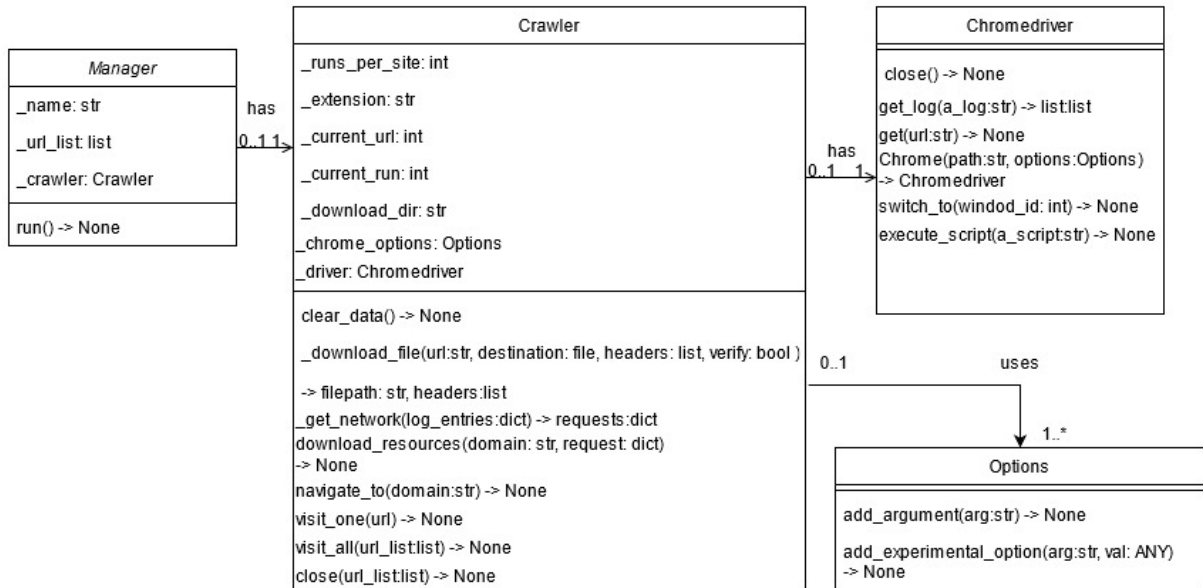 Manager
_name: str
_url_list: list
_crawler: Crawler
run() -> None
has
0..1 1
Crawler
_runs_per_site: int
_extension: str
_current_url: int
_current_run: int
_download_dir: str
_chrome_options: Options
_driver: Chromedriver
clear_data() -> None
_download_file(url:str, destination: file, headers: list, verify: bool )
-> filepath: str, headers:list
_get_network(log_entries:dict) -> requests:dict
download_resources(domain: str, request: dict)
-> None
navigate_to(domain:str) -> None
visit_one(url) -> None
visit_all(url_list:list) -> None
close(url_list:list) -> None
has
0..1 1
Chromedriver
close() -> None
get_log(a_log:str) -> list:list
get(url:str) -> None
Chrome(path:str, options:Options)
-> Chromedriver
switch_to(windod_id: int) -> None
execute_script(a_script:str) -> None
0..1 uses
1..*
Options
add_argument(arg:str) -> None
add_experimental_option(arg:str, val: ANY)
-> None